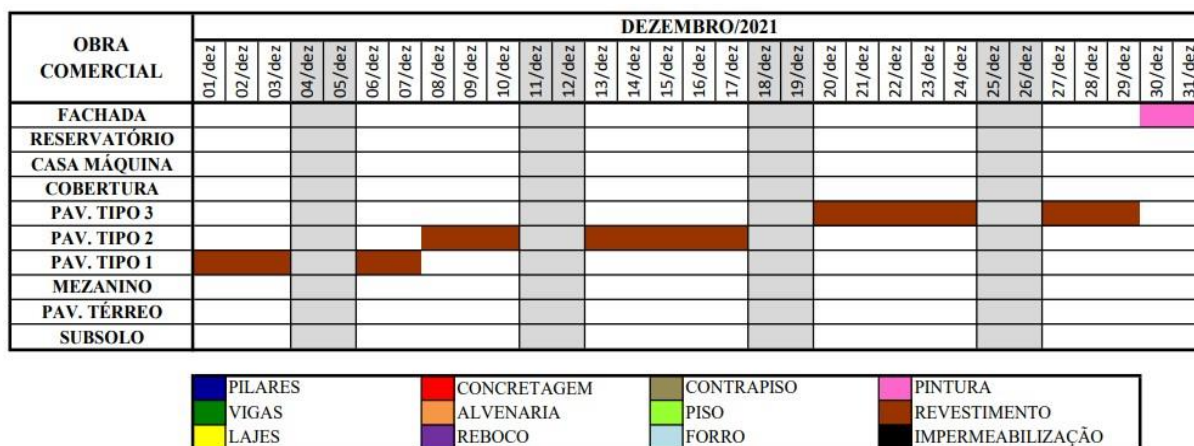 OBRA COMERCIAL
DEZEMBRO/2021
01/dez 02/dez 03/dez 04/dez 05/dez 06/dez 07/dez 08/dez 09/dez 10/dez 11/dez 12/dez 13/dez 14/dez 15/dez 16/dez 17/dez 18/dez 19/dez 20/dez 21/dez 22/dez 23/dez 24/dez 25/dez 26/dez 27/dez 28/dez 29/dez 30/dez 31/dez
FACHADA
RESERVATÓRIO
CASA MÁQUINA
COBERTURA
PAV. TIPO 3
PAV. TIPO 2
PAV. TIPO 1
MEZANINO
PAV. TÉRREO
SUBSOLO
PILARES CONCRETAGEM CONTRAPISO PINTURA
VIGAS ALVENARIA PISO REVESTIMENTO
LAJES REBOCO FORRO IMPERMEABILIZAÇÃO